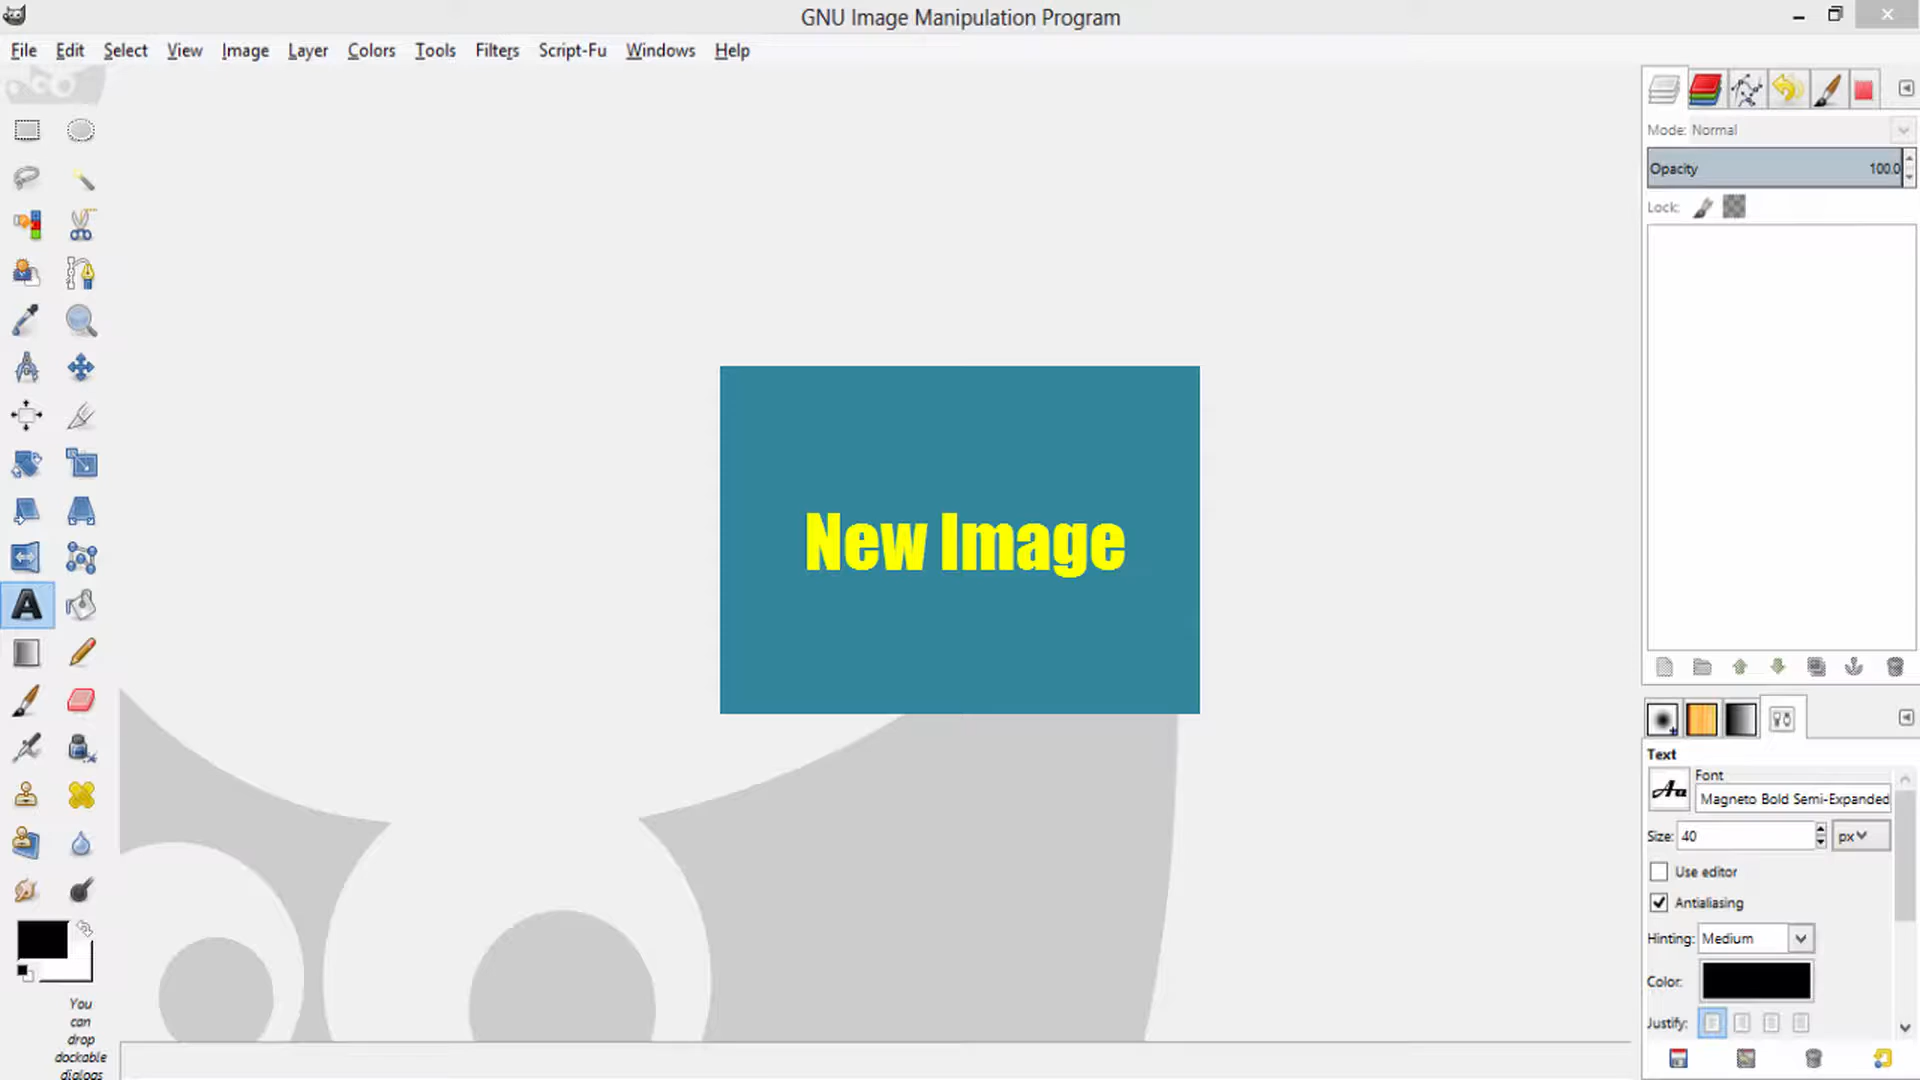 GNU Image Manipulation Program
File Edit Select View Image Layer Colors Tools Filters Script-Fu Windows Help
Mode: Normal
Opacity 100.0
Lock:
New Image
Text
Font
Magneto Bold Semi-Expanded
Size: 40 px
Use editor
Antialiasing
Hinting: Medium
Color:
Justify:
You
can
drop
dockable
dialogs